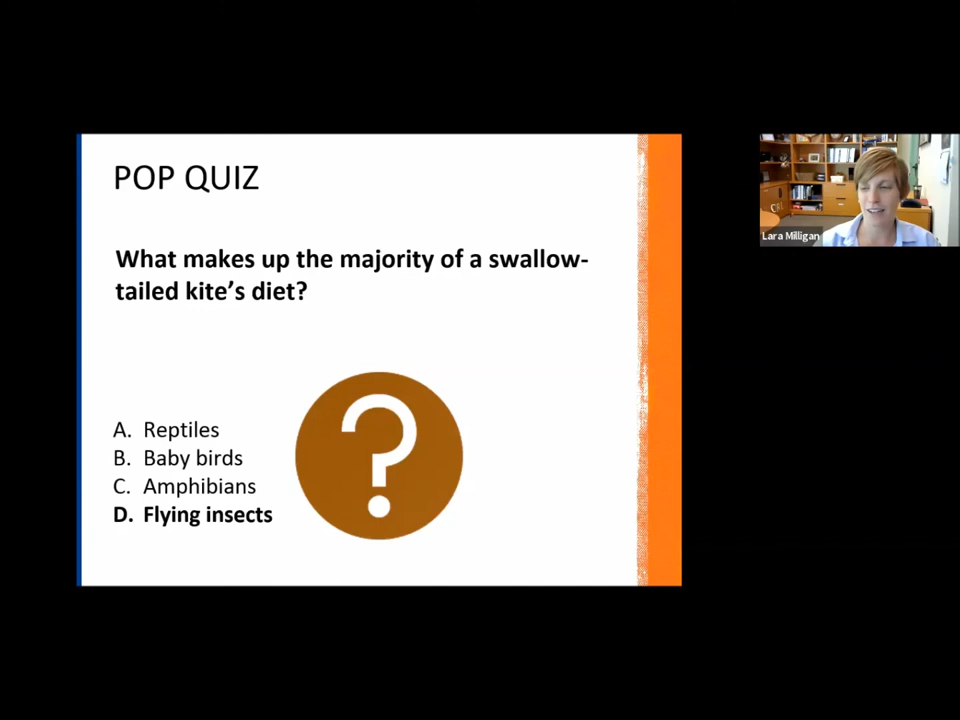 POP QUIZ
What makes up the majority of a swallow-
tailed kite’s diet?
A. Reptiles
B. Baby birds
C. Amphibians
D. Flying insects
Lara Milligan